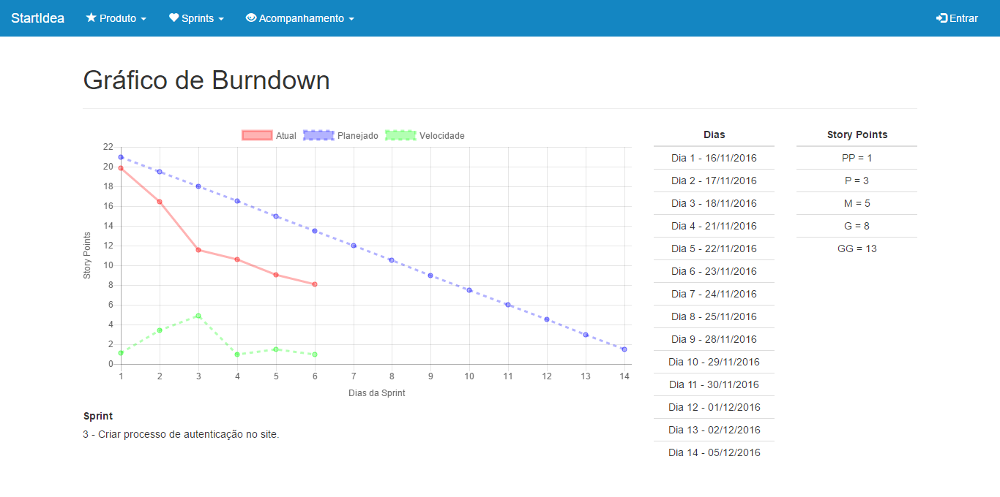 StartIdea Produto Sprints Acompanhamento Entrar
Gráfico de Burndown
Atual Planejado Velocidade
22
20
18
16
14
12
10
8
6
4
2
0
Story Points
1 2 3 4 5 6 7 8 9 10 11 12 13 14
Dias da Sprint
Sprint
3 - Criar processo de autenticação no site.
Dias
Dia 1 - 16/11/2016
Dia 2 - 17/11/2016
Dia 3 - 18/11/2016
Dia 4 - 21/11/2016
Dia 5 - 22/11/2016
Dia 6 - 23/11/2016
Dia 7 - 24/11/2016
Dia 8 - 25/11/2016
Dia 9 - 28/11/2016
Dia 10 - 29/11/2016
Dia 11 - 30/11/2016
Dia 12 - 01/12/2016
Dia 13 - 02/12/2016
Dia 14 - 05/12/2016
Story Points
PP = 1
P = 3
M = 5
G = 8
GG = 13